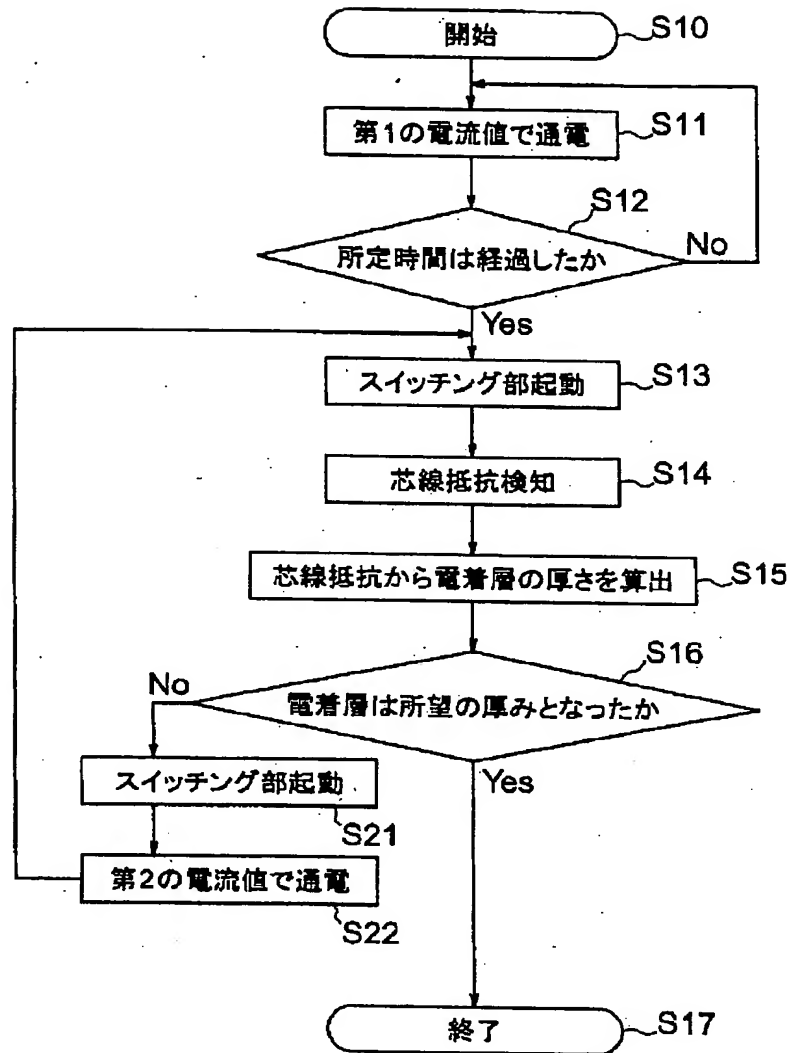 開始 S10
第1の電流値で通電 S11
S12
所定時間は経過したか No
Yes
スイッチング部起動 S13
芯線抵抗検知 S14
芯線抵抗から電着層の厚さを算出 S15
S16
No
電着層は所望の厚みとなったか
Yes
スイッチング部起動
S21
第2の電流値で通電
S22
終了 S17